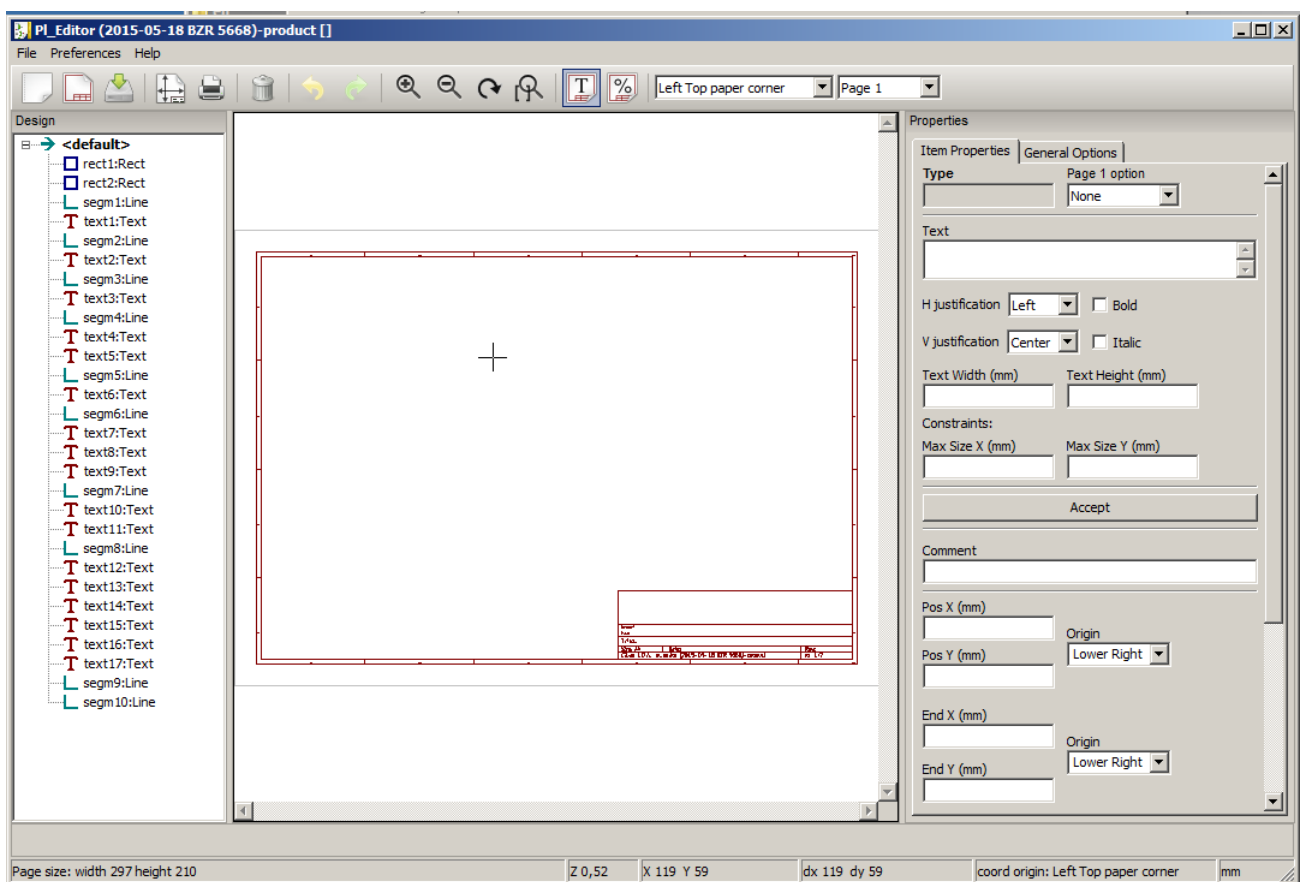 Pl_Editor (2015-05-18 BZR 5668)-product []
File Preferences Help
Left Top paper corner
Page 1
Design
<default>
rect1:Rect
rect2:Rect
segm1:Line
text1:Text
segm2:Line
text2:Text
segm3:Line
text3:Text
segm4:Line
text4:Text
text5:Text
segm5:Line
text6:Text
segm6:Line
text7:Text
text8:Text
text9:Text
segm7:Line
text10:Text
text11:Text
segm8:Line
text12:Text
text13:Text
text14:Text
text15:Text
text16:Text
text17:Text
segm9:Line
segm10:Line
Properties
Item Properties General Options
Type Page 1 option
None
Text
H justification Left Bold
V justification Center Italic
Text Width (mm) Text Height (mm)
Constraints:
Max Size X (mm) Max Size Y (mm)
Accept
Comment
Pos X (mm)
Origin
Pos Y (mm) Lower Right
End X (mm)
Origin
End Y (mm) Lower Right
Page size: width 297 height 210 Z 0,52 X 119 Y 59 dx 119 dy 59 coord origin: Left Top paper corner mm